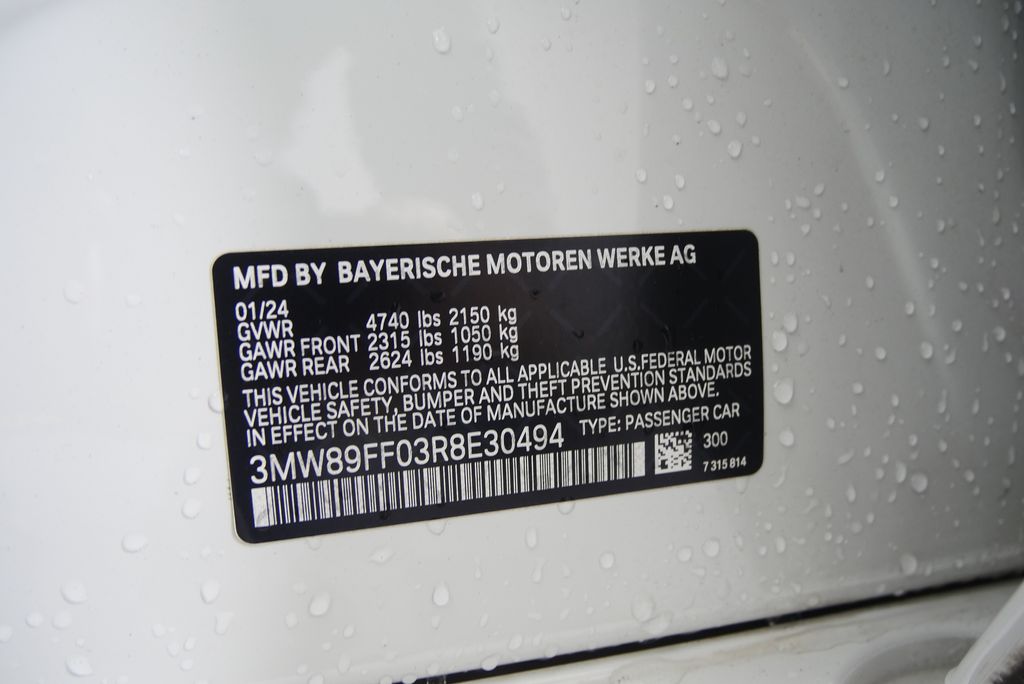 MFD BY BAYERISCHE MOTOREN WERKE AG
01/24
GVWR 4740 lbs 2150 kg
GAWR FRONT 2315 lbs 1050 kg
GAWR REAR 2624 lbs 1190 kg
THIS VEHICLE CONFORMS TO ALL APPLICABLE U.S.FEDERAL MOTOR
VEHICLE SAFETY, BUMPER AND THEFT PREVENTION STANDARDS
IN EFFECT ON THE DATE OF MANUFACTURE SHOWN ABOVE.
3MW89FF03R8E30494 TYPE: PASSENGER CAR
300
7 315 814